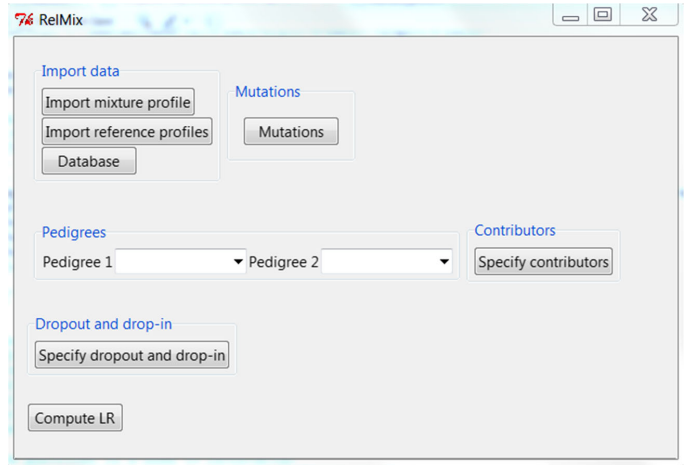 RelMix
Import data
Import mixture profile
Import reference profiles
Database
Mutations
Mutations
Pedigrees
Pedigree 1 Pedigree 2
Contributors
Specify contributors
Dropout and drop-in
Specify dropout and drop-in
Compute LR